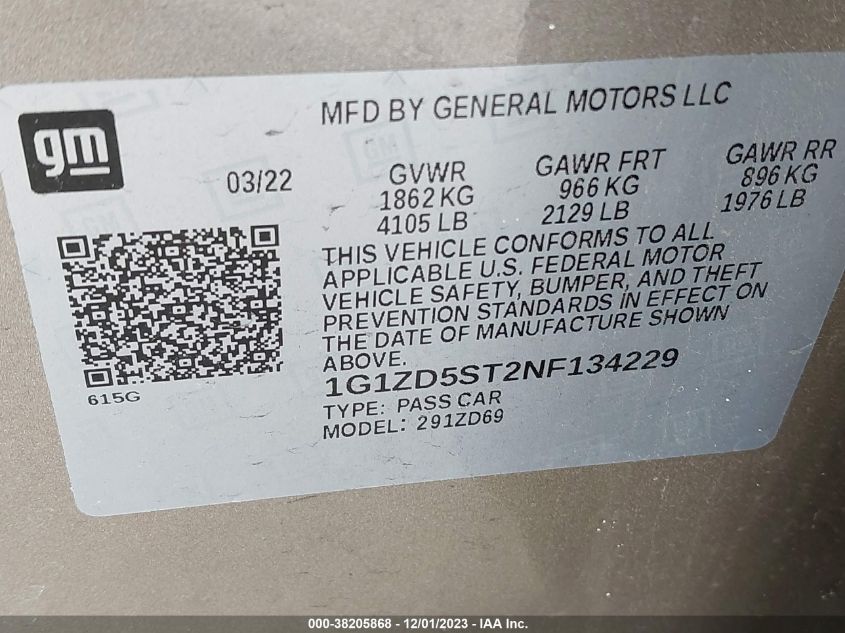 MFD BY GENERAL MOTORS LLC
gm
03/22
GVWR
1862 KG
4105 LB
GAWR FRT
966 KG
2129 LB
GAWR RR
896 KG
1976 LB
THIS VEHICLE CONFORMS TO ALL
APPLICABLE U.S. FEDERAL MOTOR
VEHICLE SAFETY, BUMPER, AND THEFT
PREVENTION STANDARDS IN EFFECT ON
THE DATE OF MANUFACTURE SHOWN
ABOVE.
1G1ZD5ST2NF134229
TYPE: PASS CAR
MODEL: 291ZD69
615G
000-38205868 - 12/01/2023 - IAA Inc.